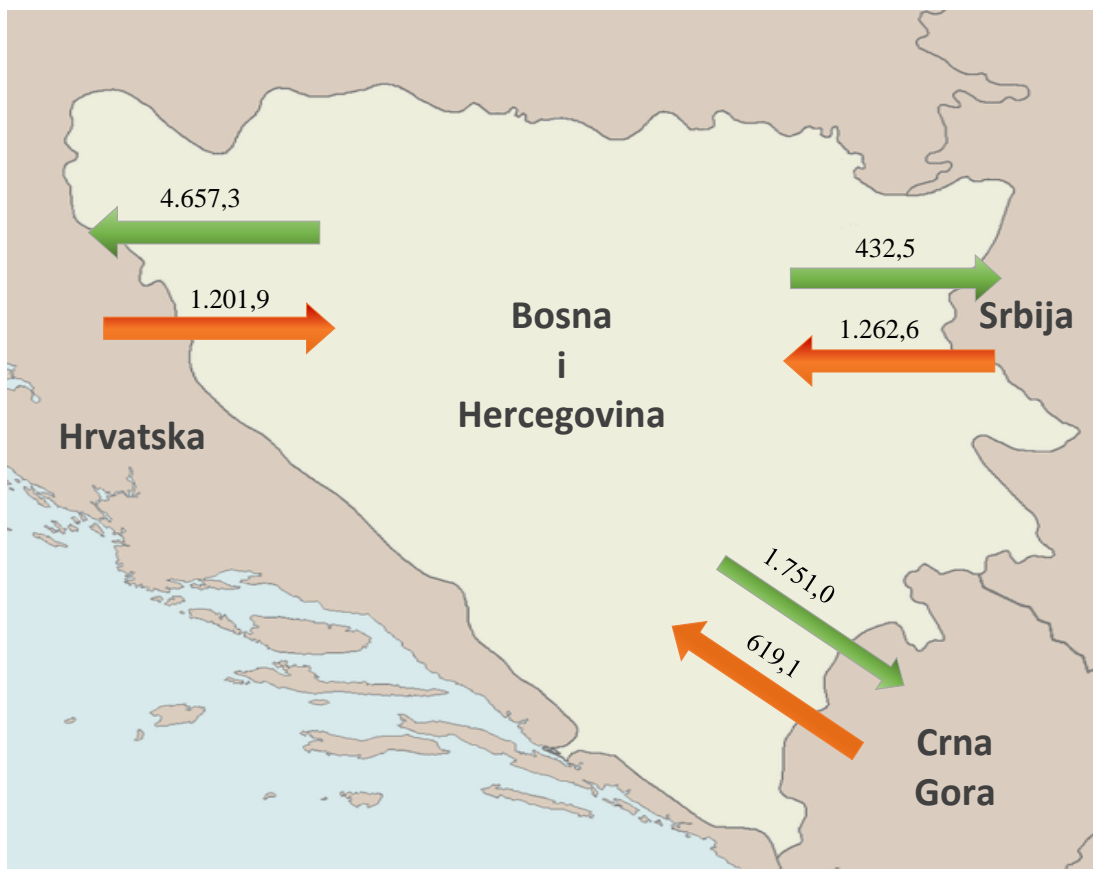 4.657,3
1.201,9
432,5
1.262,6
Bosna
i
Hercegovina
Srbija
Hrvatska
1.751,0
619,1
Crna
Gora